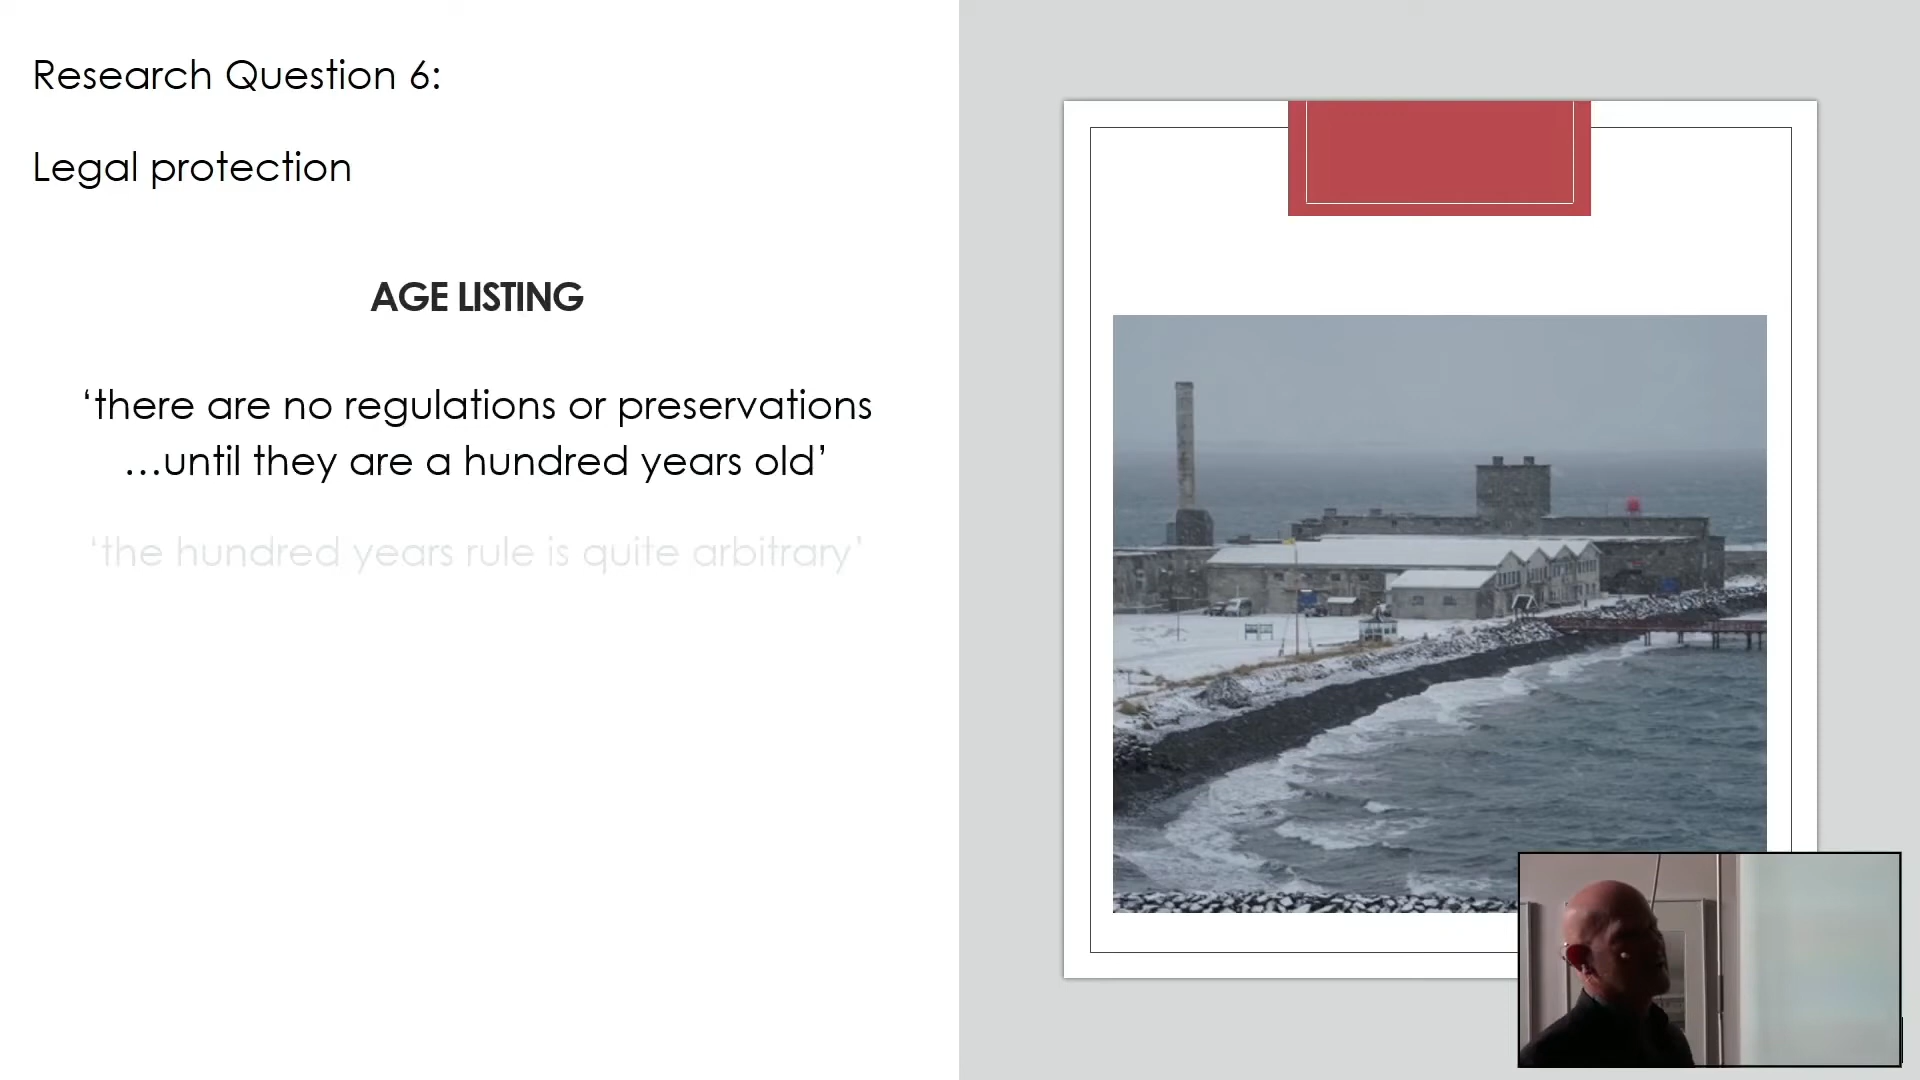 Research Question 6:
Legal protection
AGE LISTING
‘there are no regulations or preservations
…until they are a hundred years old’
‘the hundred years rule is quite arbitrary’